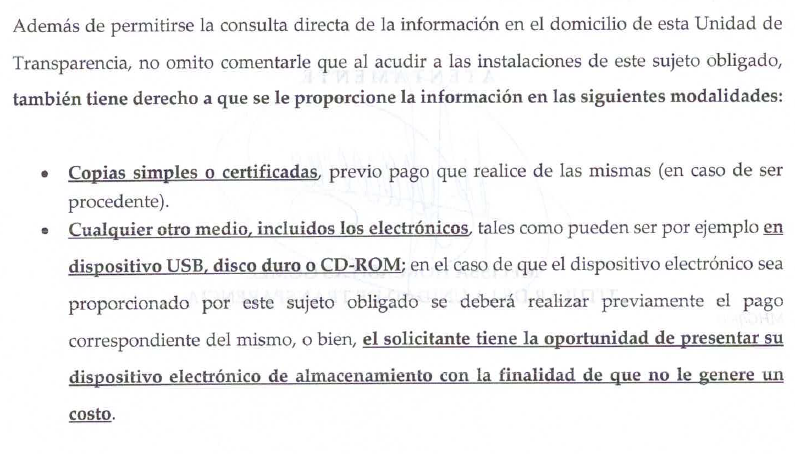 Además de permitirse la consulta directa de la información en el domicilio de esta Unidad de
Transparencia, no omito comentarle que al acudir a las instalaciones de este sujeto obligado,
también tiene derecho a que se le proporcione la información en las siguientes modalidades:
• Copias simples o certificadas, previo pago que realice de las mismas (en caso de ser
procedente).
• Cualquier otro medio, incluidos los electrónicos, tales como pueden ser por ejemplo en
dispositivo USB, disco duro o CD-ROM; en el caso de que el dispositivo electrónico sea
proporcionado por este sujeto obligado se deberá realizar previamente el pago
correspondiente del mismo, o bien, el solicitante tiene la oportunidad de presentar su
dispositivo electrónico de almacenamiento con la finalidad de que no le genere un
costo.